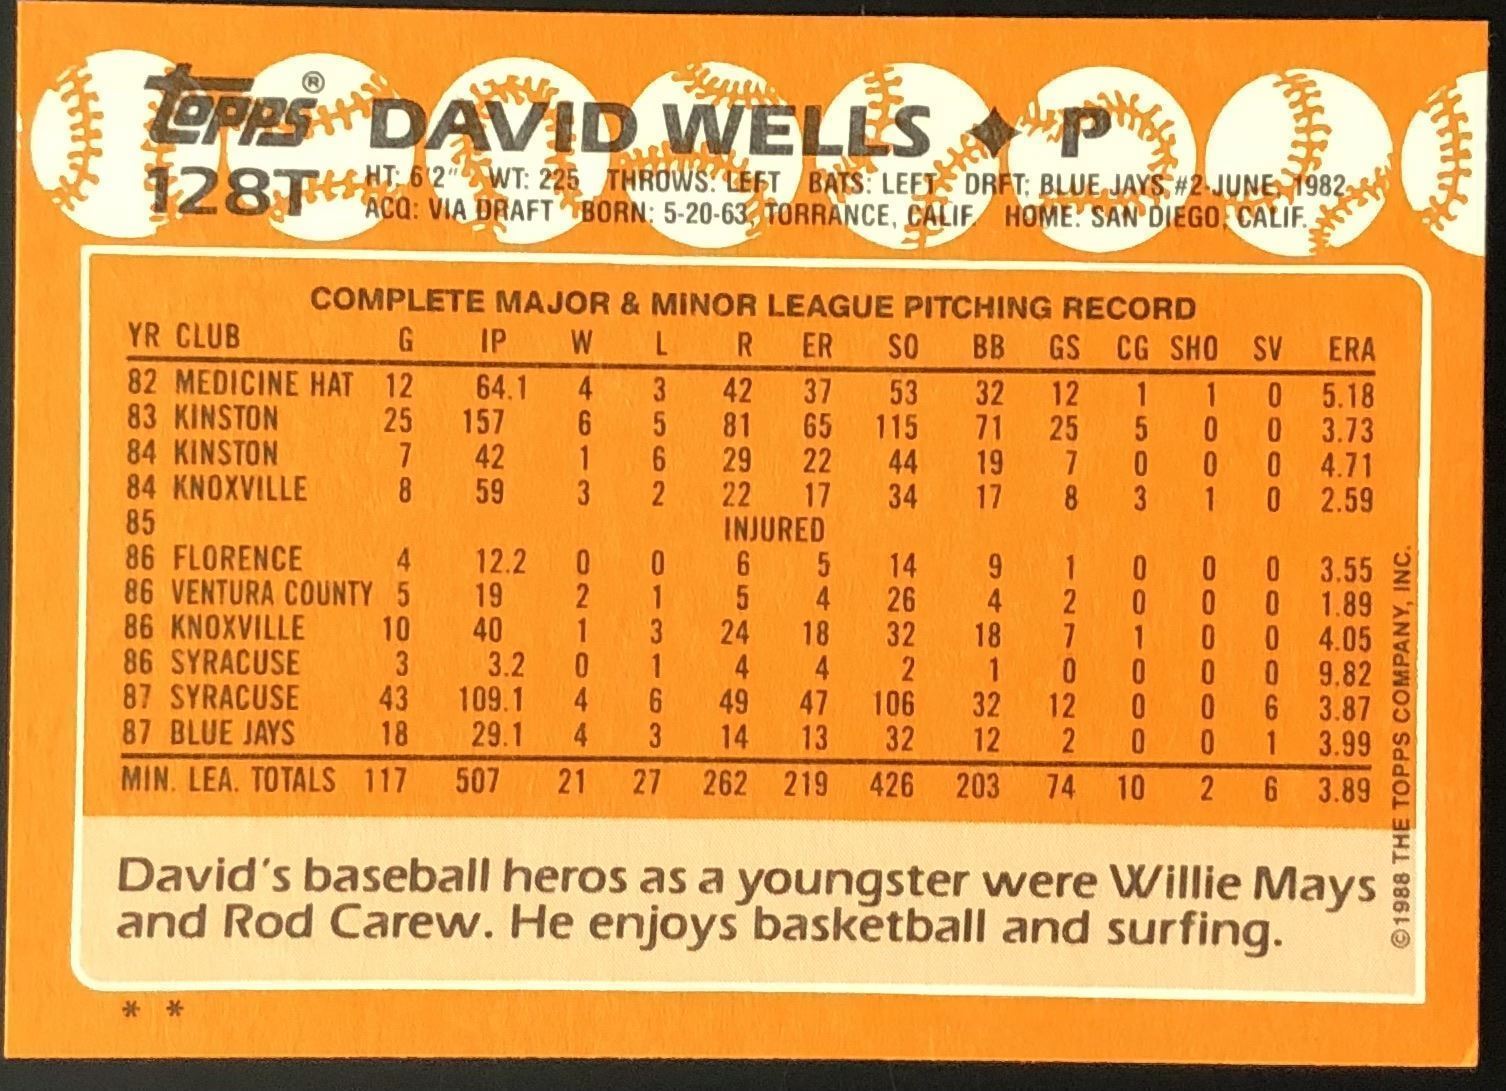 Topps® DAVID WELLS ♦ P
128T HT: 6'2" WT: 225 THROWS: LEFT BATS: LEFT DRFT: BLUE JAYS #2-JUNE, 1982
ACQ: VIA DRAFT BORN: 5-20-63, TORRANCE, CALIF. HOME: SAN DIEGO, CALIF.
COMPLETE MAJOR & MINOR LEAGUE PITCHING RECORD
YR CLUB G IP W L R ER SO BB GS CG SHO SV ERA
82 MEDICINE HAT 12 64.1 4 3 42 37 53 32 12 1 1 0 5.18
83 KINSTON 25 157 6 5 81 65 115 71 25 5 0 0 3.73
84 KINSTON 7 42 1 6 29 22 44 19 7 0 0 0 4.71
84 KNOXVILLE 8 59 3 2 22 17 34 17 8 3 1 0 2.59
85 INJURED
86 FLORENCE 4 12.2 0 0 6 5 14 9 1 0 0 0 3.55
86 VENTURA COUNTY 5 19 2 1 5 4 26 4 2 0 0 0 1.89
86 KNOXVILLE 10 40 1 3 24 18 32 18 7 1 0 0 4.05
86 SYRACUSE 3 3.2 0 1 4 4 2 1 0 0 0 0 9.82
87 SYRACUSE 43 109.1 4 6 49 47 106 32 12 0 0 6 3.87
87 BLUE JAYS 18 29.1 4 3 14 13 32 12 2 0 0 1 3.99
MIN. LEA. TOTALS 117 507 21 27 262 219 426 203 74 10 2 6 3.89
David's baseball heros as a youngster were Willie Mays
and Rod Carew. He enjoys basketball and surfing.
©1988 THE TOPPS COMPANY, INC.
* *